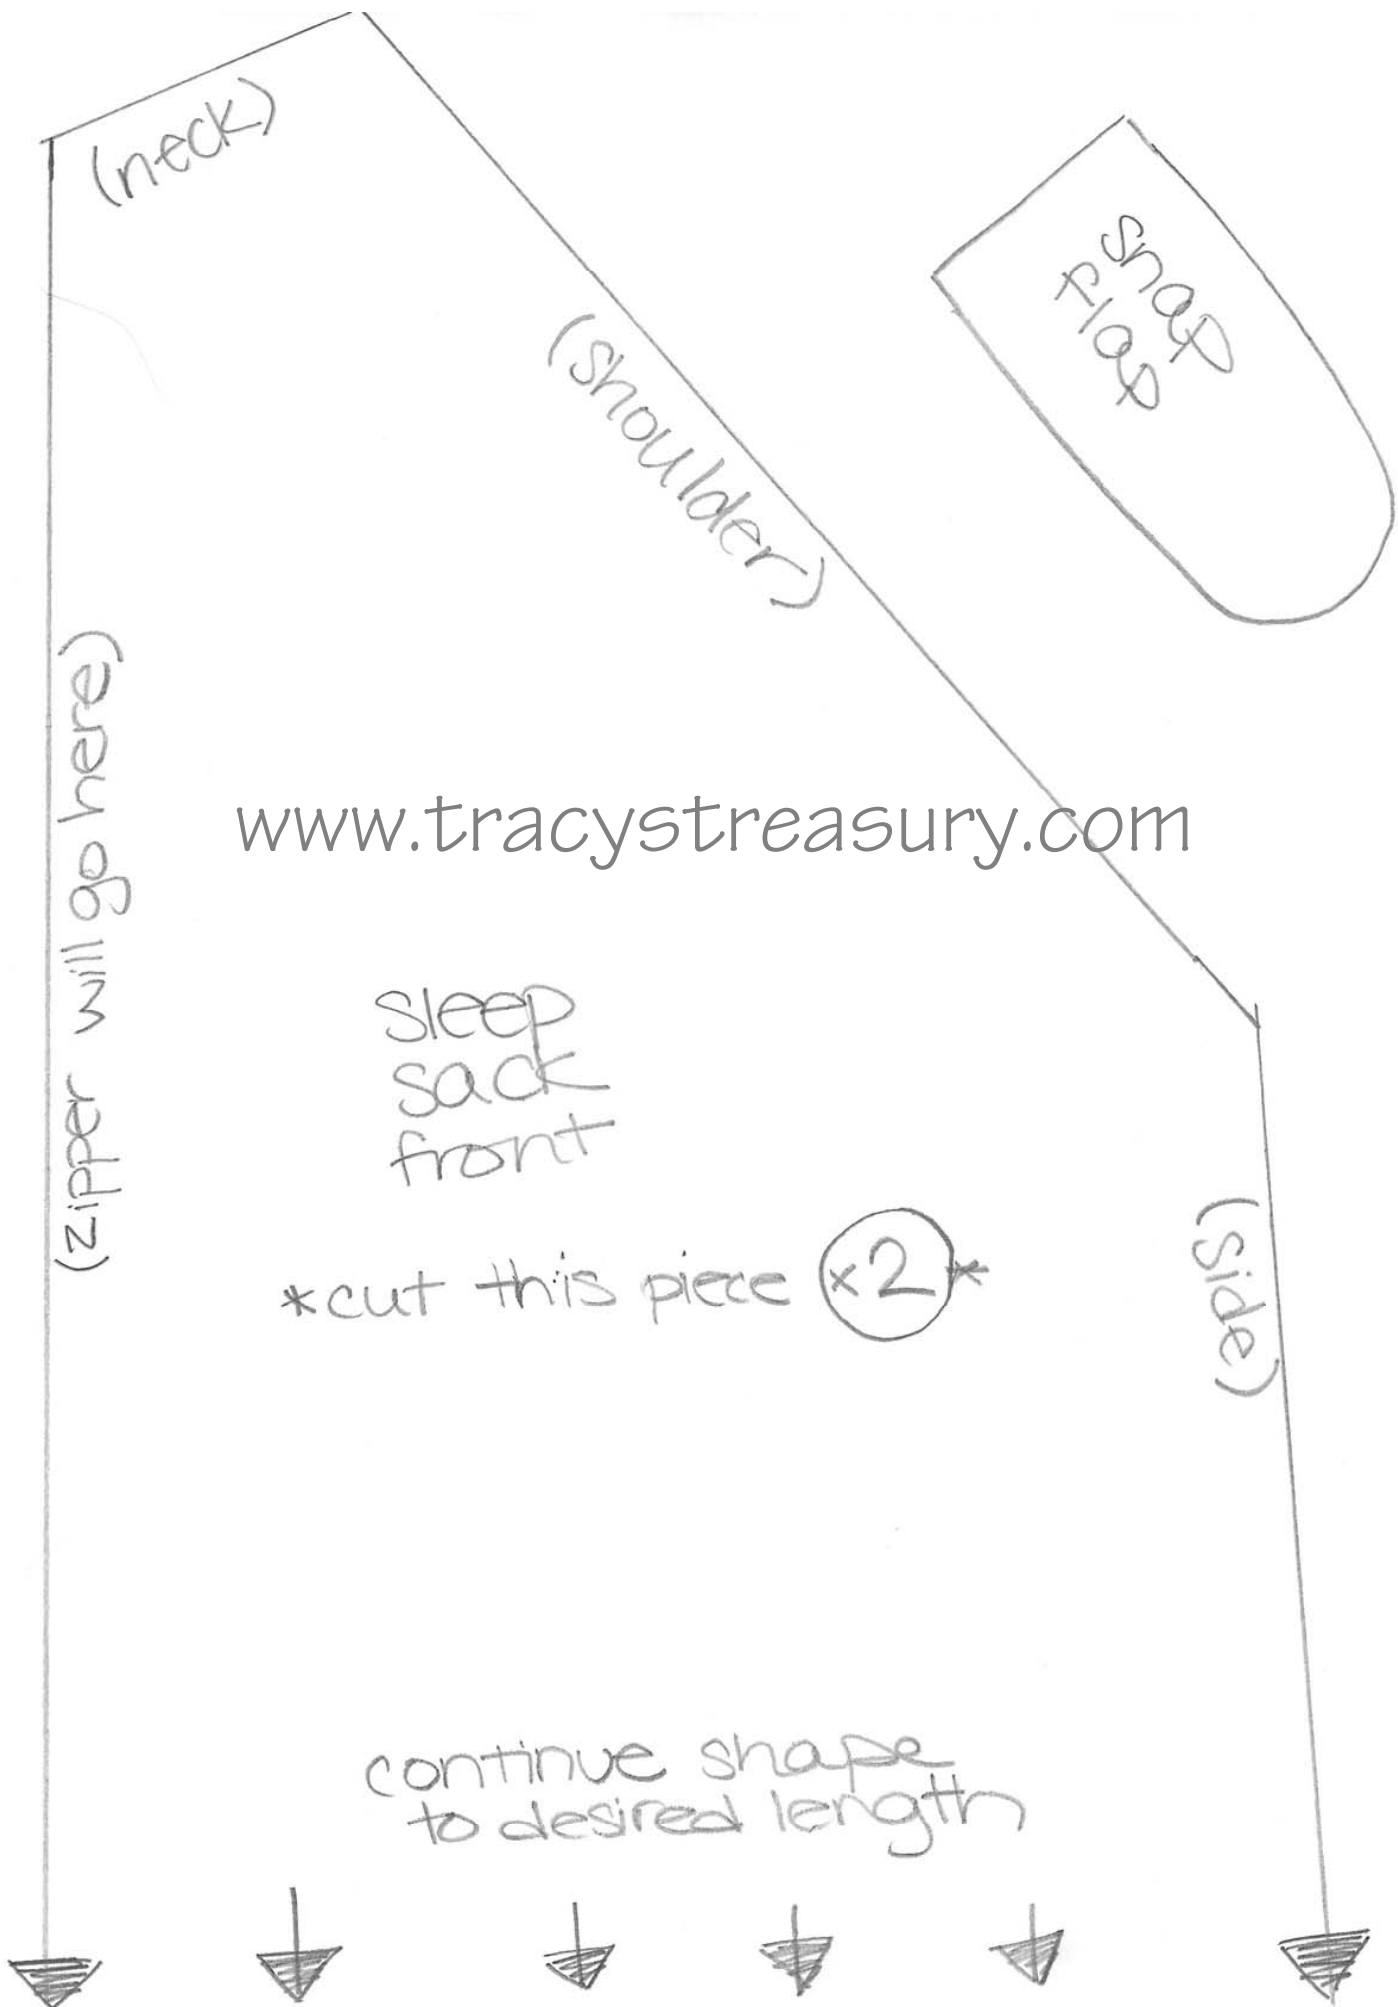 (neck)
snap
flap
(shoulder)
(zipper will go here)
www.tracystreasury.com
sleep
sack
front
*cut this piece x2*
(side)
continue shape
to desired length